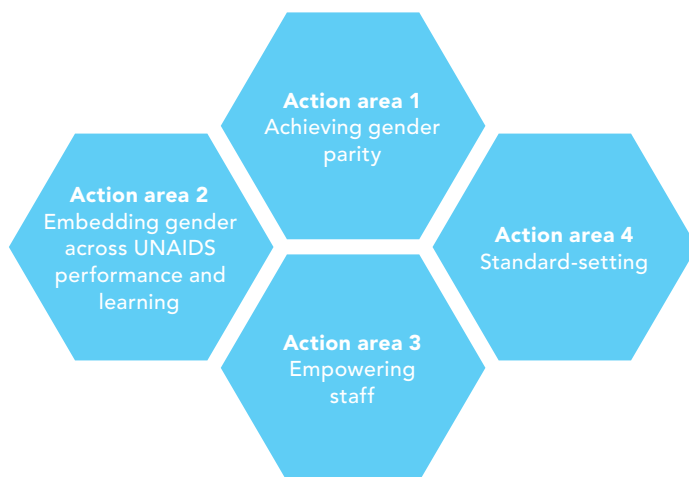 Action area 1
Achieving gender
parity
Action area 2
Embedding gender
across UNAIDS
performance and
learning
Action area 3
Empowering
staff
Action area 4
Standard-setting